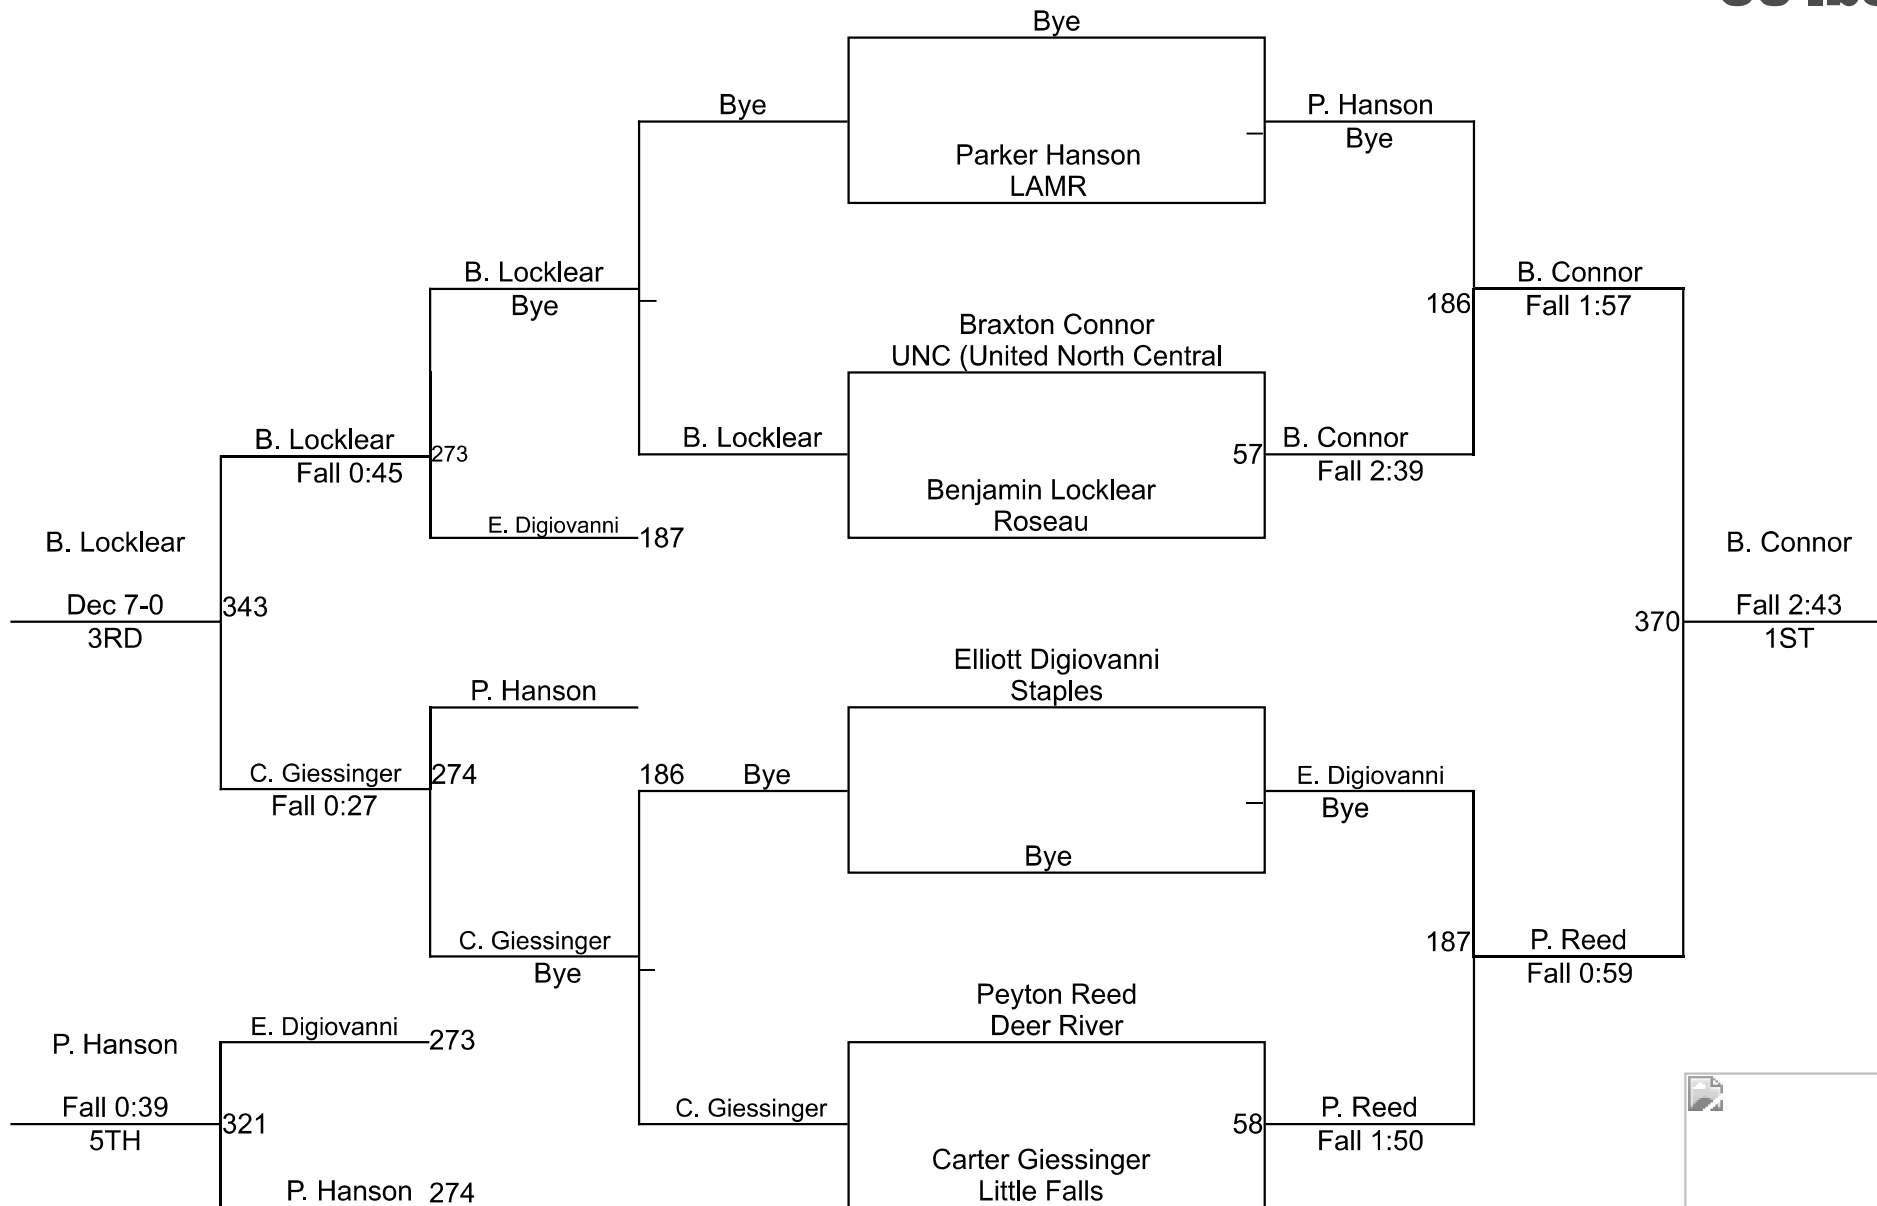 Bye
Bye
P. Hanson
Bye
Parker Hanson
LAMR
B. Locklear
Bye
B. Connor
Fall 1:57
186
Braxton Connor
UNC (United North Central
B. Locklear
Fall 0:45
273
B. Locklear
57
B. Connor
Fall 2:39
Benjamin Locklear
Roseau
E. Digiovanni
187
B. Locklear
Dec 7-0
3RD
343
B. Connor
Fall 2:43
1ST
370
Elliott Digiovanni
Staples
P. Hanson
C. Giessinger
Fall 0:27
274
186
Bye
E. Digiovanni
Bye
Bye
C. Giessinger
Bye
187
P. Reed
Fall 0:59
Peyton Reed
Deer River
P. Hanson
Fall 0:39
5TH
E. Digiovanni
273
321
C. Giessinger
58
P. Reed
Fall 1:50
Carter Giessinger
Little Falls
P. Hanson
274